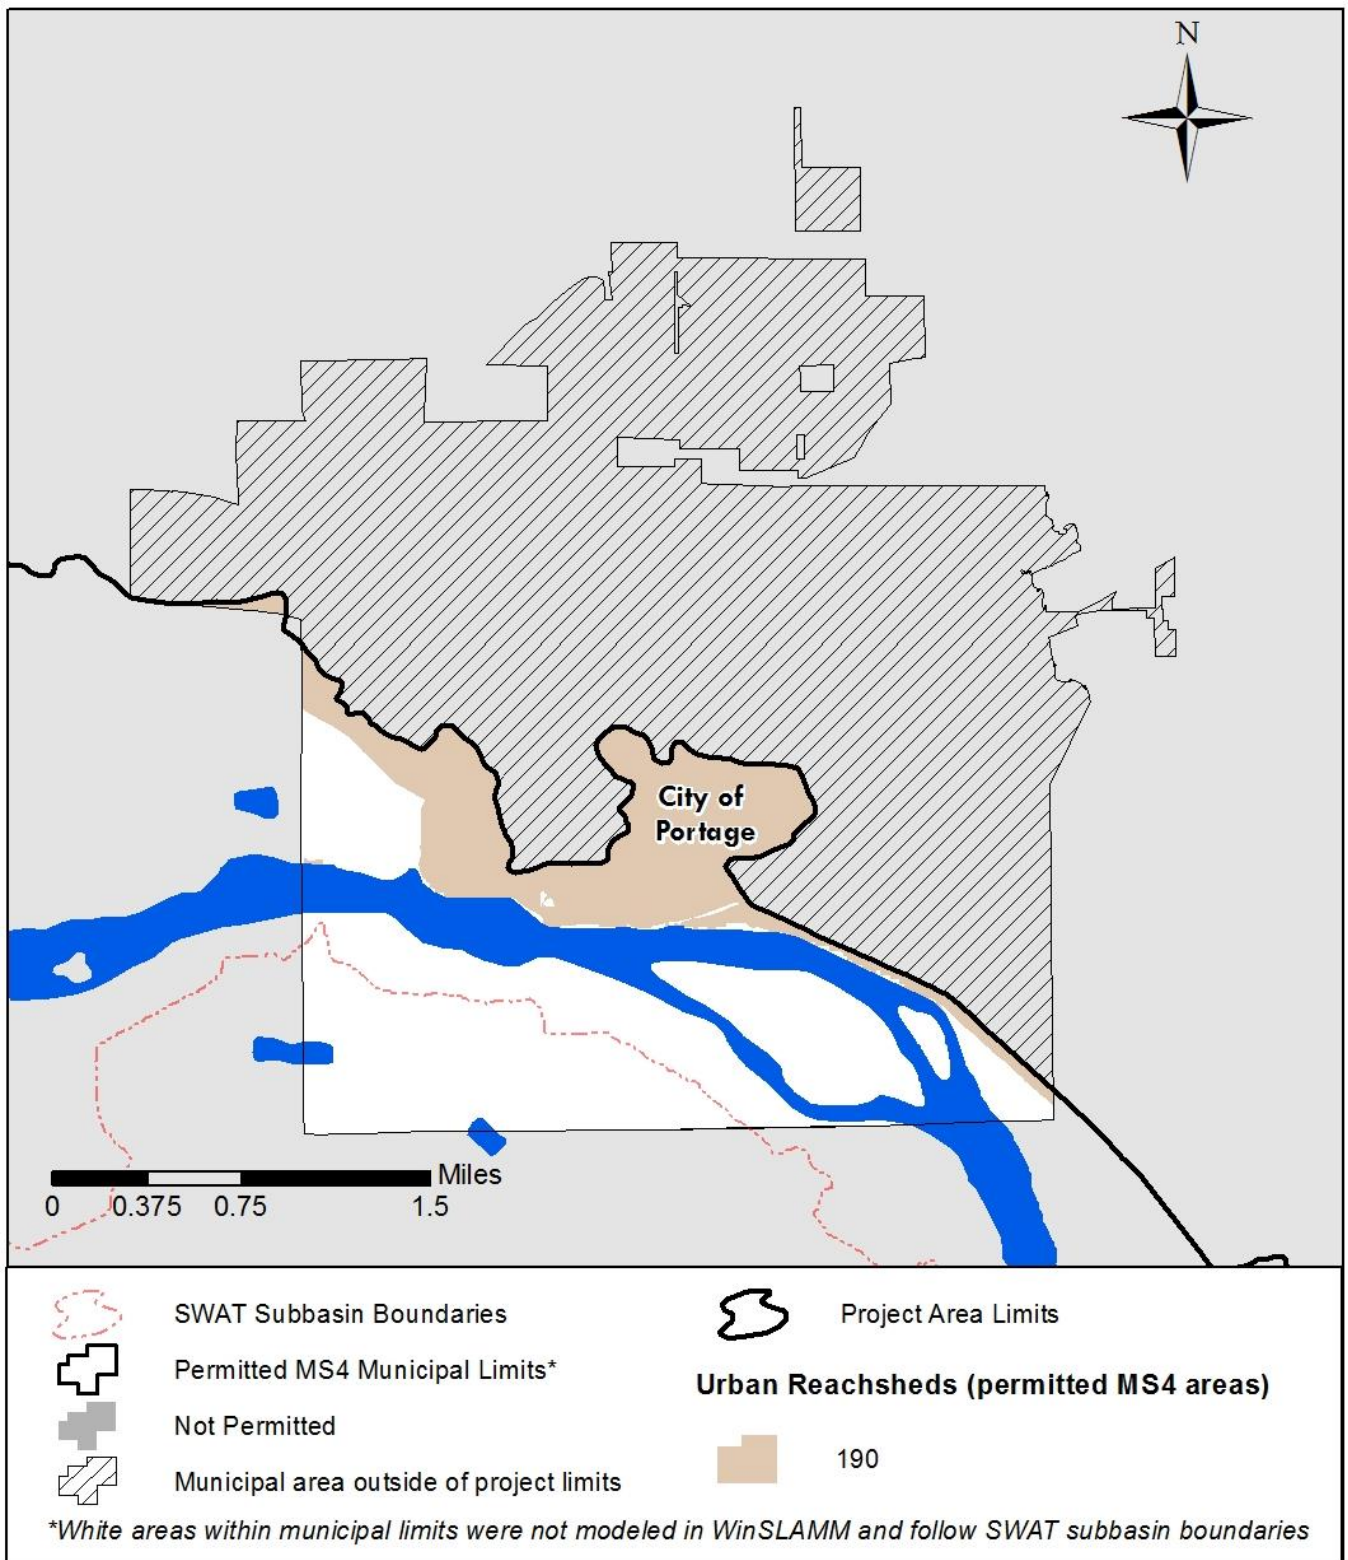 N
City of
Portage
Miles
0 0.375 0.75 1.5
SWAT Subbasin Boundaries
Permitted MS4 Municipal Limits*
Not Permitted
Municipal area outside of project limits
Project Area Limits
Urban Reachsheds (permitted MS4 areas)
190
*White areas within municipal limits were not modeled in WinSLAMM and follow SWAT subbasin boundaries